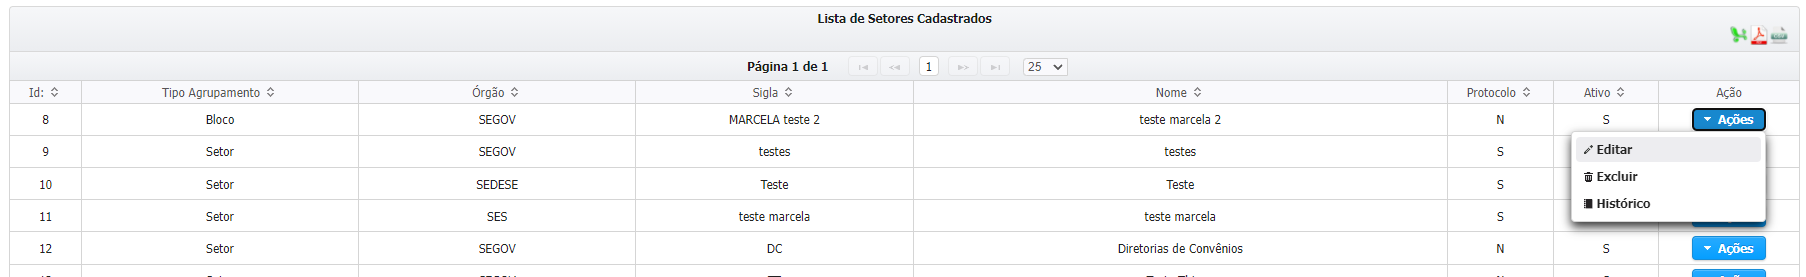 Lista de Setores Cadastrados
Página 1 de 1 1 25
Id: Tipo Agrupamento Órgão Sigla Nome Protocolo Ativo Ação
8 Bloco SEGOV MARCELA teste 2 teste marcela 2 N S Ações
9 Setor SEGOV testes testes S
Editar
10 Setor SEDESE Teste Teste S
Excluir
11 Setor SES teste marcela teste marcela S
Histórico
12 Setor SEGOV DC Diretorias de Convênios N S Ações